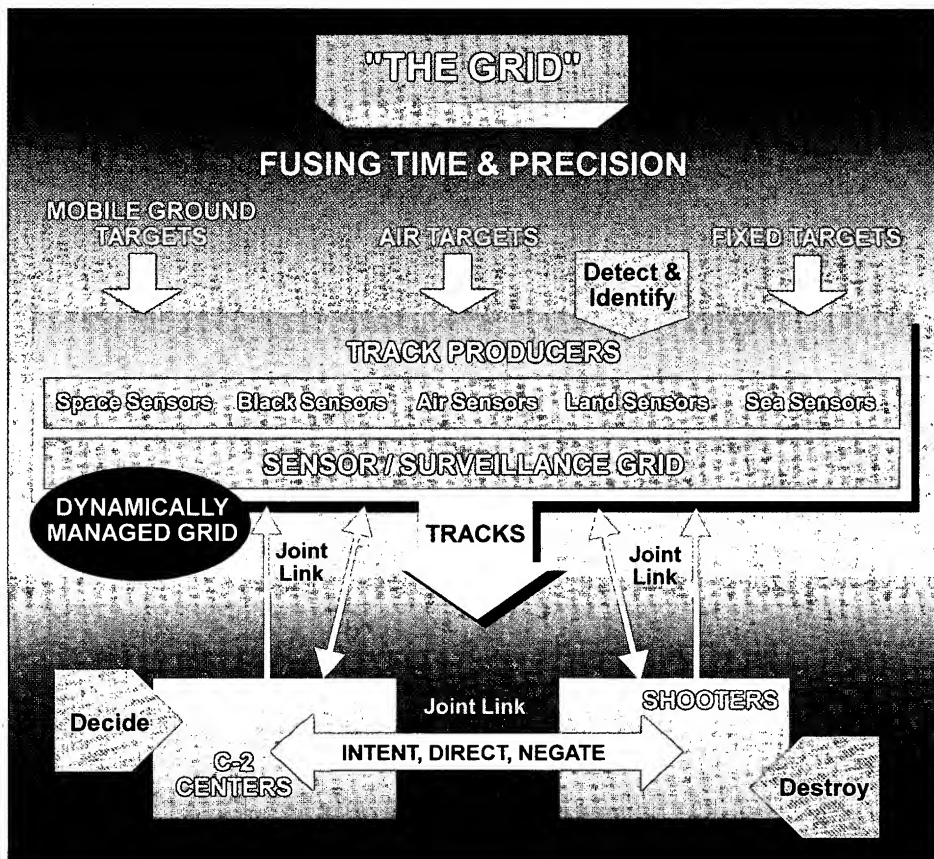 "THE GRID"
FUSING TIME & PRECISION
MOBILE GROUND
TARGETS
AIR TARGETS
FIXED TARGETS
Detect &
Identify
TRACK PRODUCERS
Space Sensors
Black Sensors
Air Sensors
Land Sensors
Sea Sensors
SENSOR / SURVEILLANCE GRID
DYNAMICALLY
MANAGED GRID
Joint
Link
TRACKS
Joint
Link
Decide
Joint Link
SHOOTERS
INTENT, DIRECT, NEGATE
C-2
CENTERS
Destroy